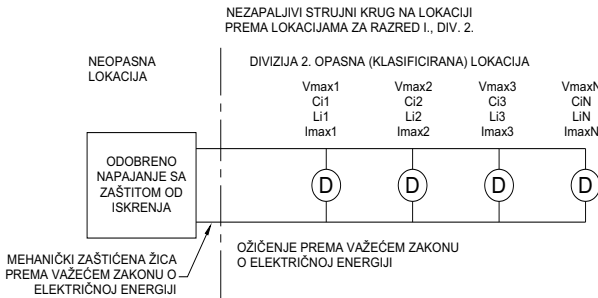 NEZAPALJIVI STRUJNI KRUG NA LOKACIJI
PREMA LOKACIJAMA ZA RAZRED I., DIV. 2.
NEOPASNA
LOKACIJA
DIVIZIJA 2. OPASNA (KLASIFICIRANA) LOKACIJA
Vmax1
Ci1
Li1
Imax1
Vmax2
Ci2
Li2
Imax2
Vmax3
Ci3
Li3
Imax3
VmaxN
CiN
LiN
ImaxN
ODOBRENO
NAPAJANJE SA
ZAŠTITOM OD
ISKRENJA
D
D
D
D
MEHANIČKI ZAŠTIĆENA ŽICA
PREMA VAŽEĆEM ZAKONU O
ELEKTRIČNOJ ENERGIJI
OŽIČENJE PREMA VAŽEĆEM ZAKONU
O ELEKTRIČNOJ ENERGIJI